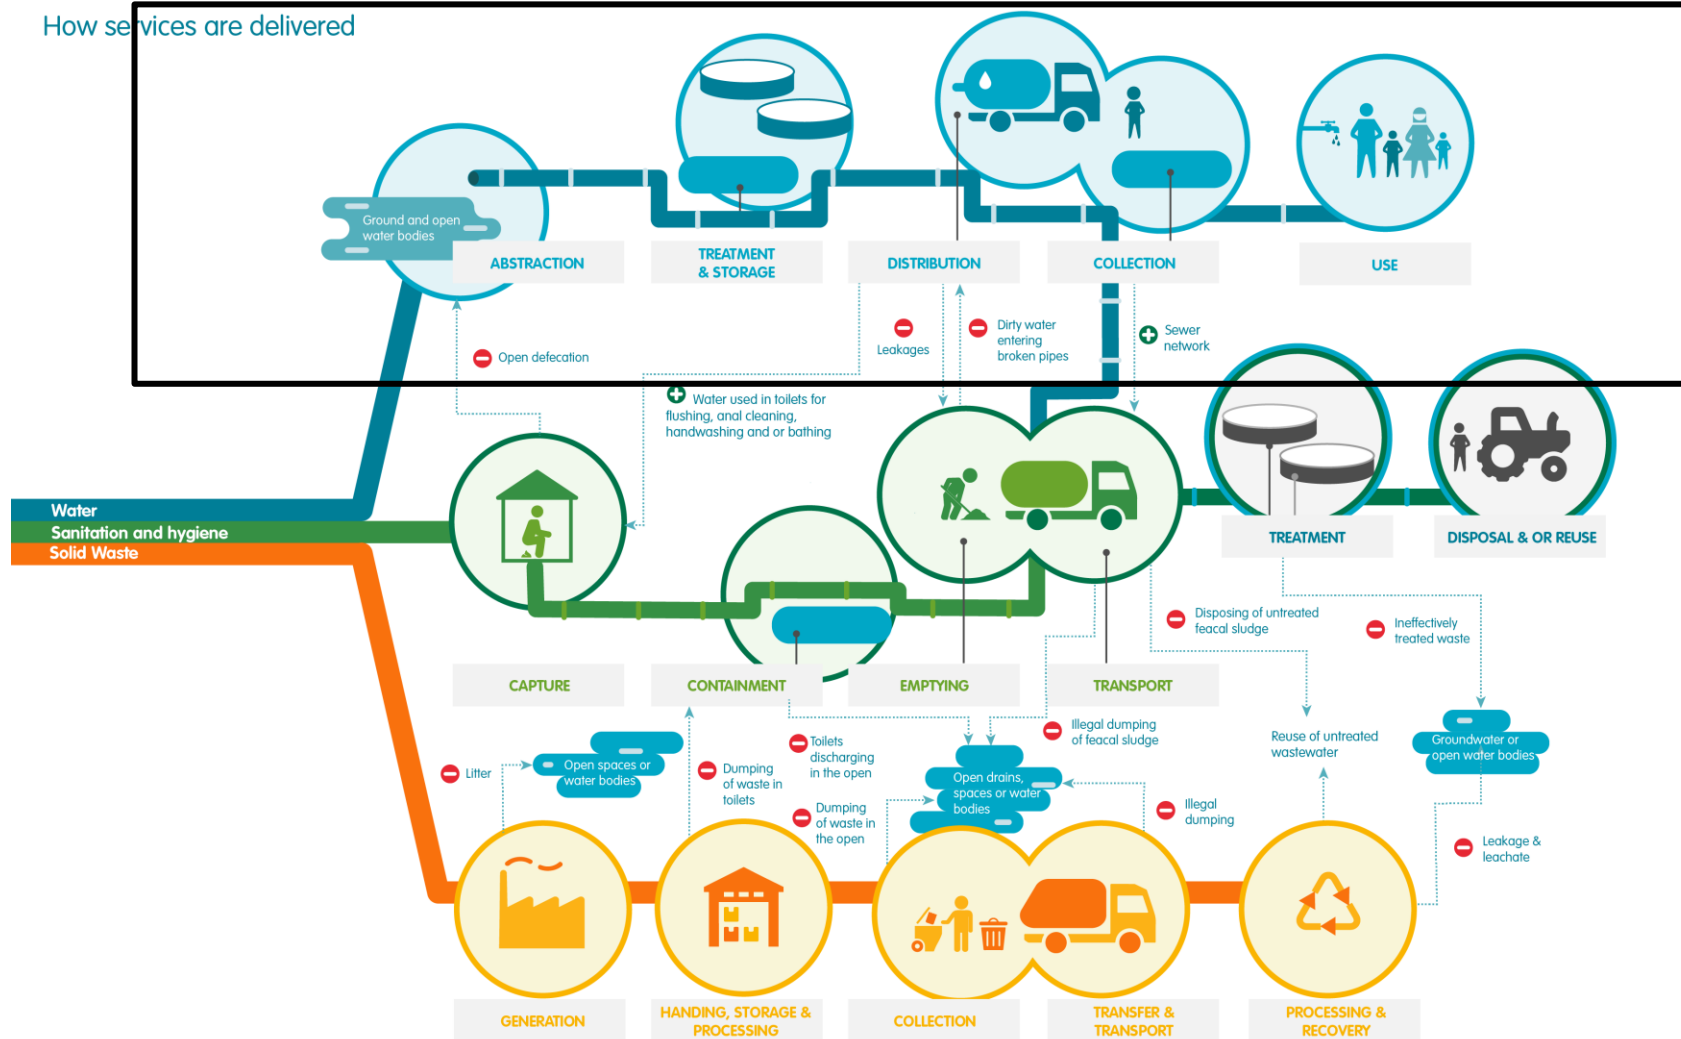 How services are delivered
Ground and open
water bodies
ABSTRACTION
TREATMENT
& STORAGE
DISTRIBUTION
COLLECTION
USE
Open defecation
Leakages
Dirty water
entering
broken pipes
Sewer
network
Water used in toilets for
flushing, anal cleaning,
handwashing and or bathing
Water
Sanitation and hygiene
Solid Waste
TREATMENT
DISPOSAL & OR REUSE
CAPTURE
CONTAINMENT
EMPTYING
TRANSPORT
Disposing of untreated
feacal sludge
Ineffectively
treated waste
Litter
Open spaces or
water bodies
Dumping
of waste in
toilets
Toilets
discharging
in the open
Dumping
of waste in
the open
Open drains,
spaces or water
bodies
Illegal dumping
of feacal sludge
Illegal
dumping
Reuse of untreated
wastewater
Groundwater or
open water bodies
Leakage &
leachate
GENERATION
HANDING, STORAGE &
PROCESSING
COLLECTION
TRANSFER &
TRANSPORT
PROCESSING &
RECOVERY